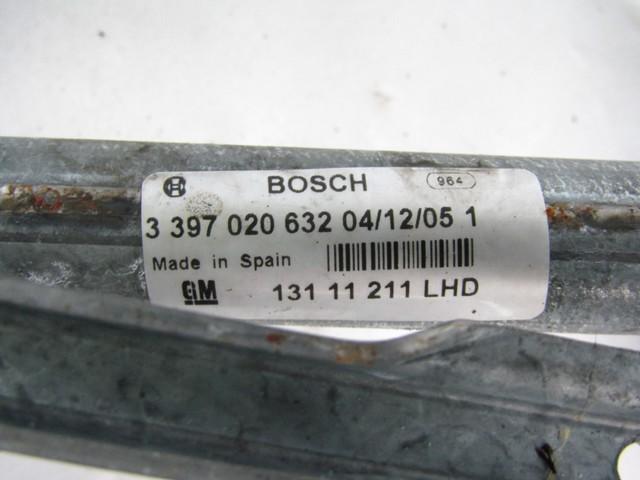 BOSCH 964
3 397 020 632 04/12/05 1
Made in Spain
GM 131 11 211 LHD